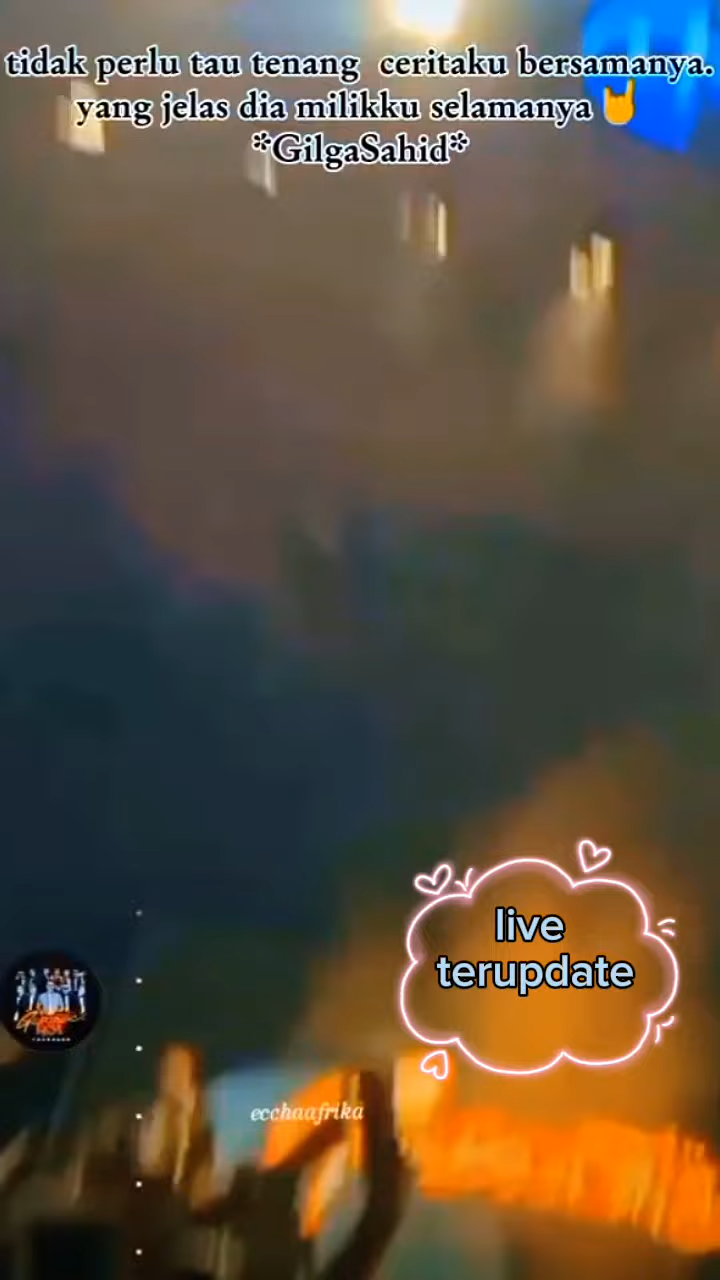 tidak perlu tau tenang ceritaku bersamanya.
yang jelas dia milikku selamanya 🤘
*GilgaSahid*
live
terupdate
ecchaafrika